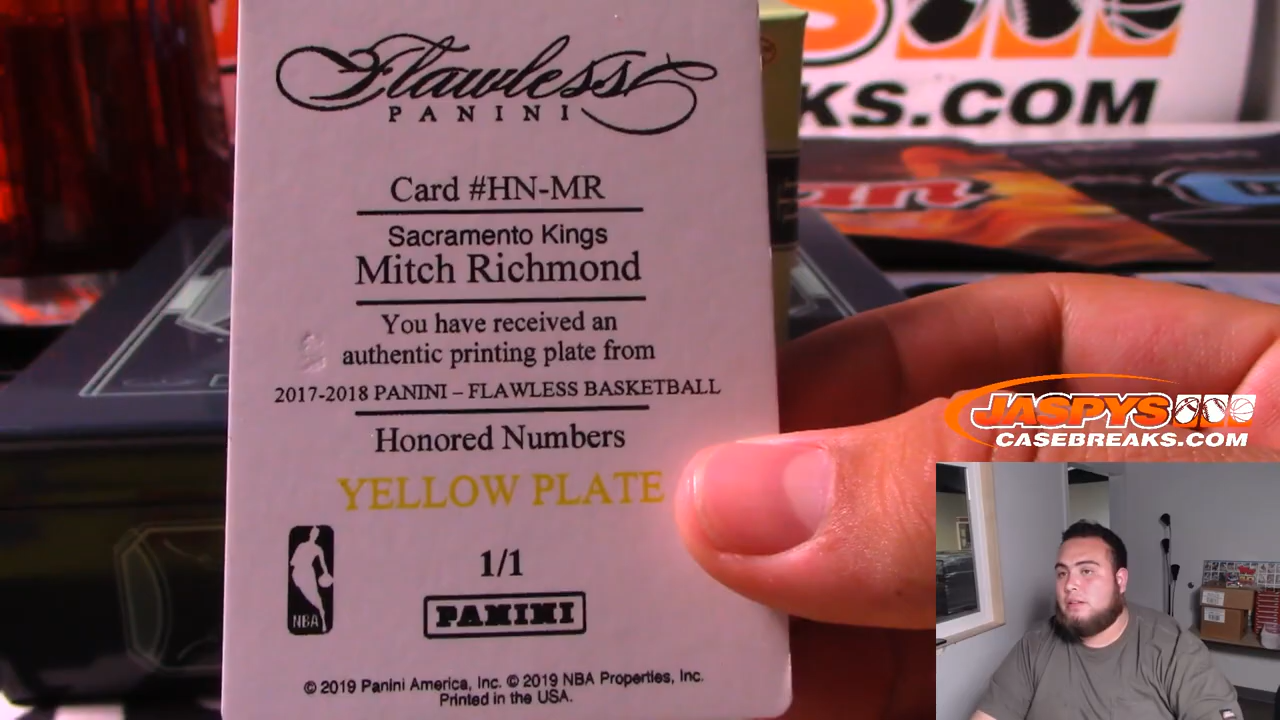 Flawless
PANINI
Card #HN-MR
Sacramento Kings
Mitch Richmond
You have received an
authentic printing plate from
2017-2018 PANINI – FLAWLESS BASKETBALL
Honored Numbers
YELLOW PLATE
1/1
NBA
PANINI
© 2019 Panini America, Inc. © 2019 NBA Properties, Inc.
Printed in the USA.
KS.COM
JASPYS
CASEBREAKS.COM